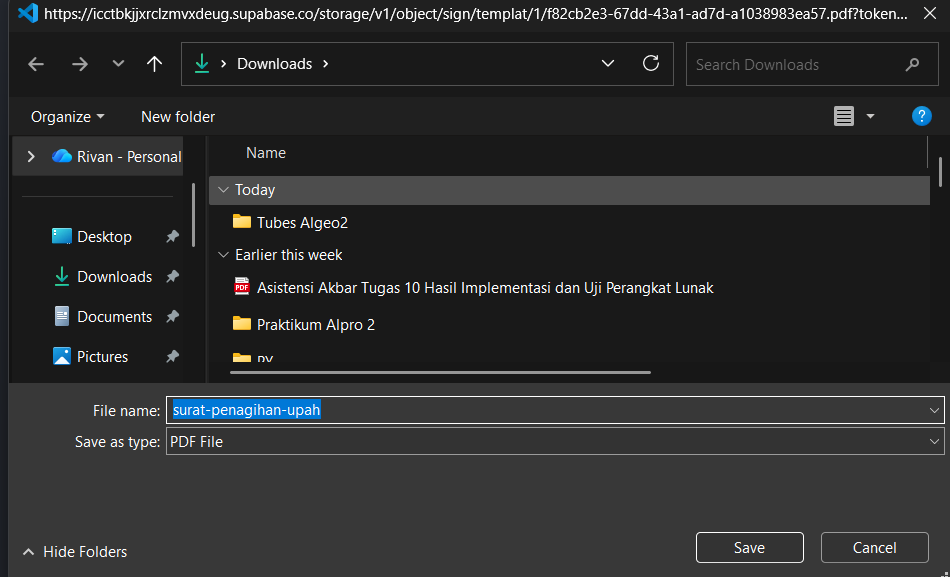 https://icctbkjjxrclzmvxdeug.supabase.co/storage/v1/object/sign/templat/1/f82cb2e3-67dd-43a1-ad7d-a1038983ea57.pdf?token...
Downloads
Search Downloads
Organize
New folder
Rivan - Personal
Name
Today
Tubes Algeo2
Earlier this week
Desktop
Downloads
PDF
Asistensi Akbar Tugas 10 Hasil Implementasi dan Uji Perangkat Lunak
Documents
Praktikum Alpro 2
Pictures
PY
File name: surat-penagihan-upah
Save as type: PDF File
Hide Folders
Save
Cancel